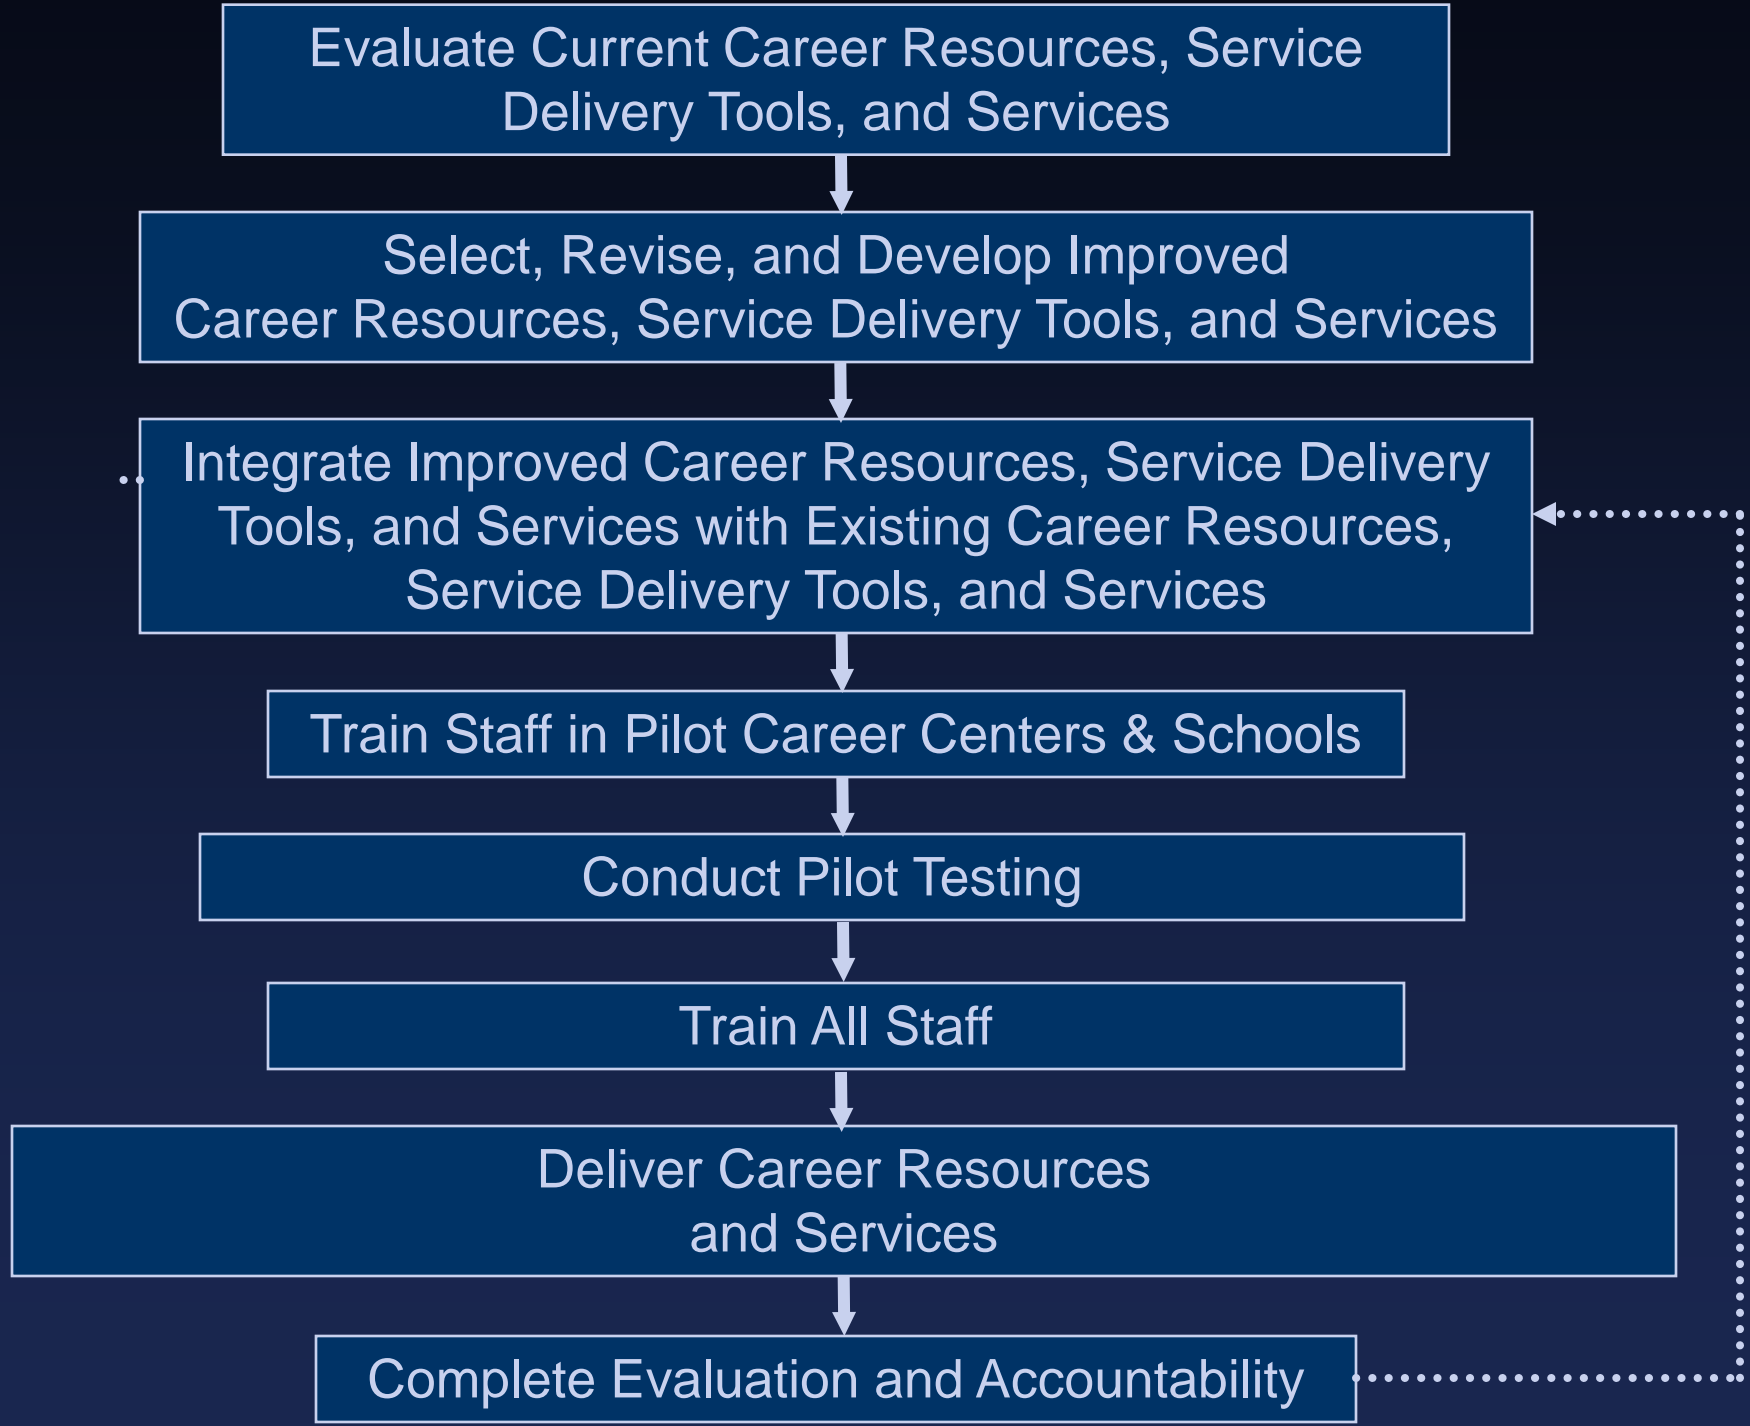 Evaluate Current Career Resources, Service
Delivery Tools, and Services
Select, Revise, and Develop Improved
Career Resources, Service Delivery Tools, and Services
Integrate Improved Career Resources, Service Delivery
Tools, and Services with Existing Career Resources,
Service Delivery Tools, and Services
Train Staff in Pilot Career Centers & Schools
Conduct Pilot Testing
Train All Staff
Deliver Career Resources
and Services
Complete Evaluation and Accountability